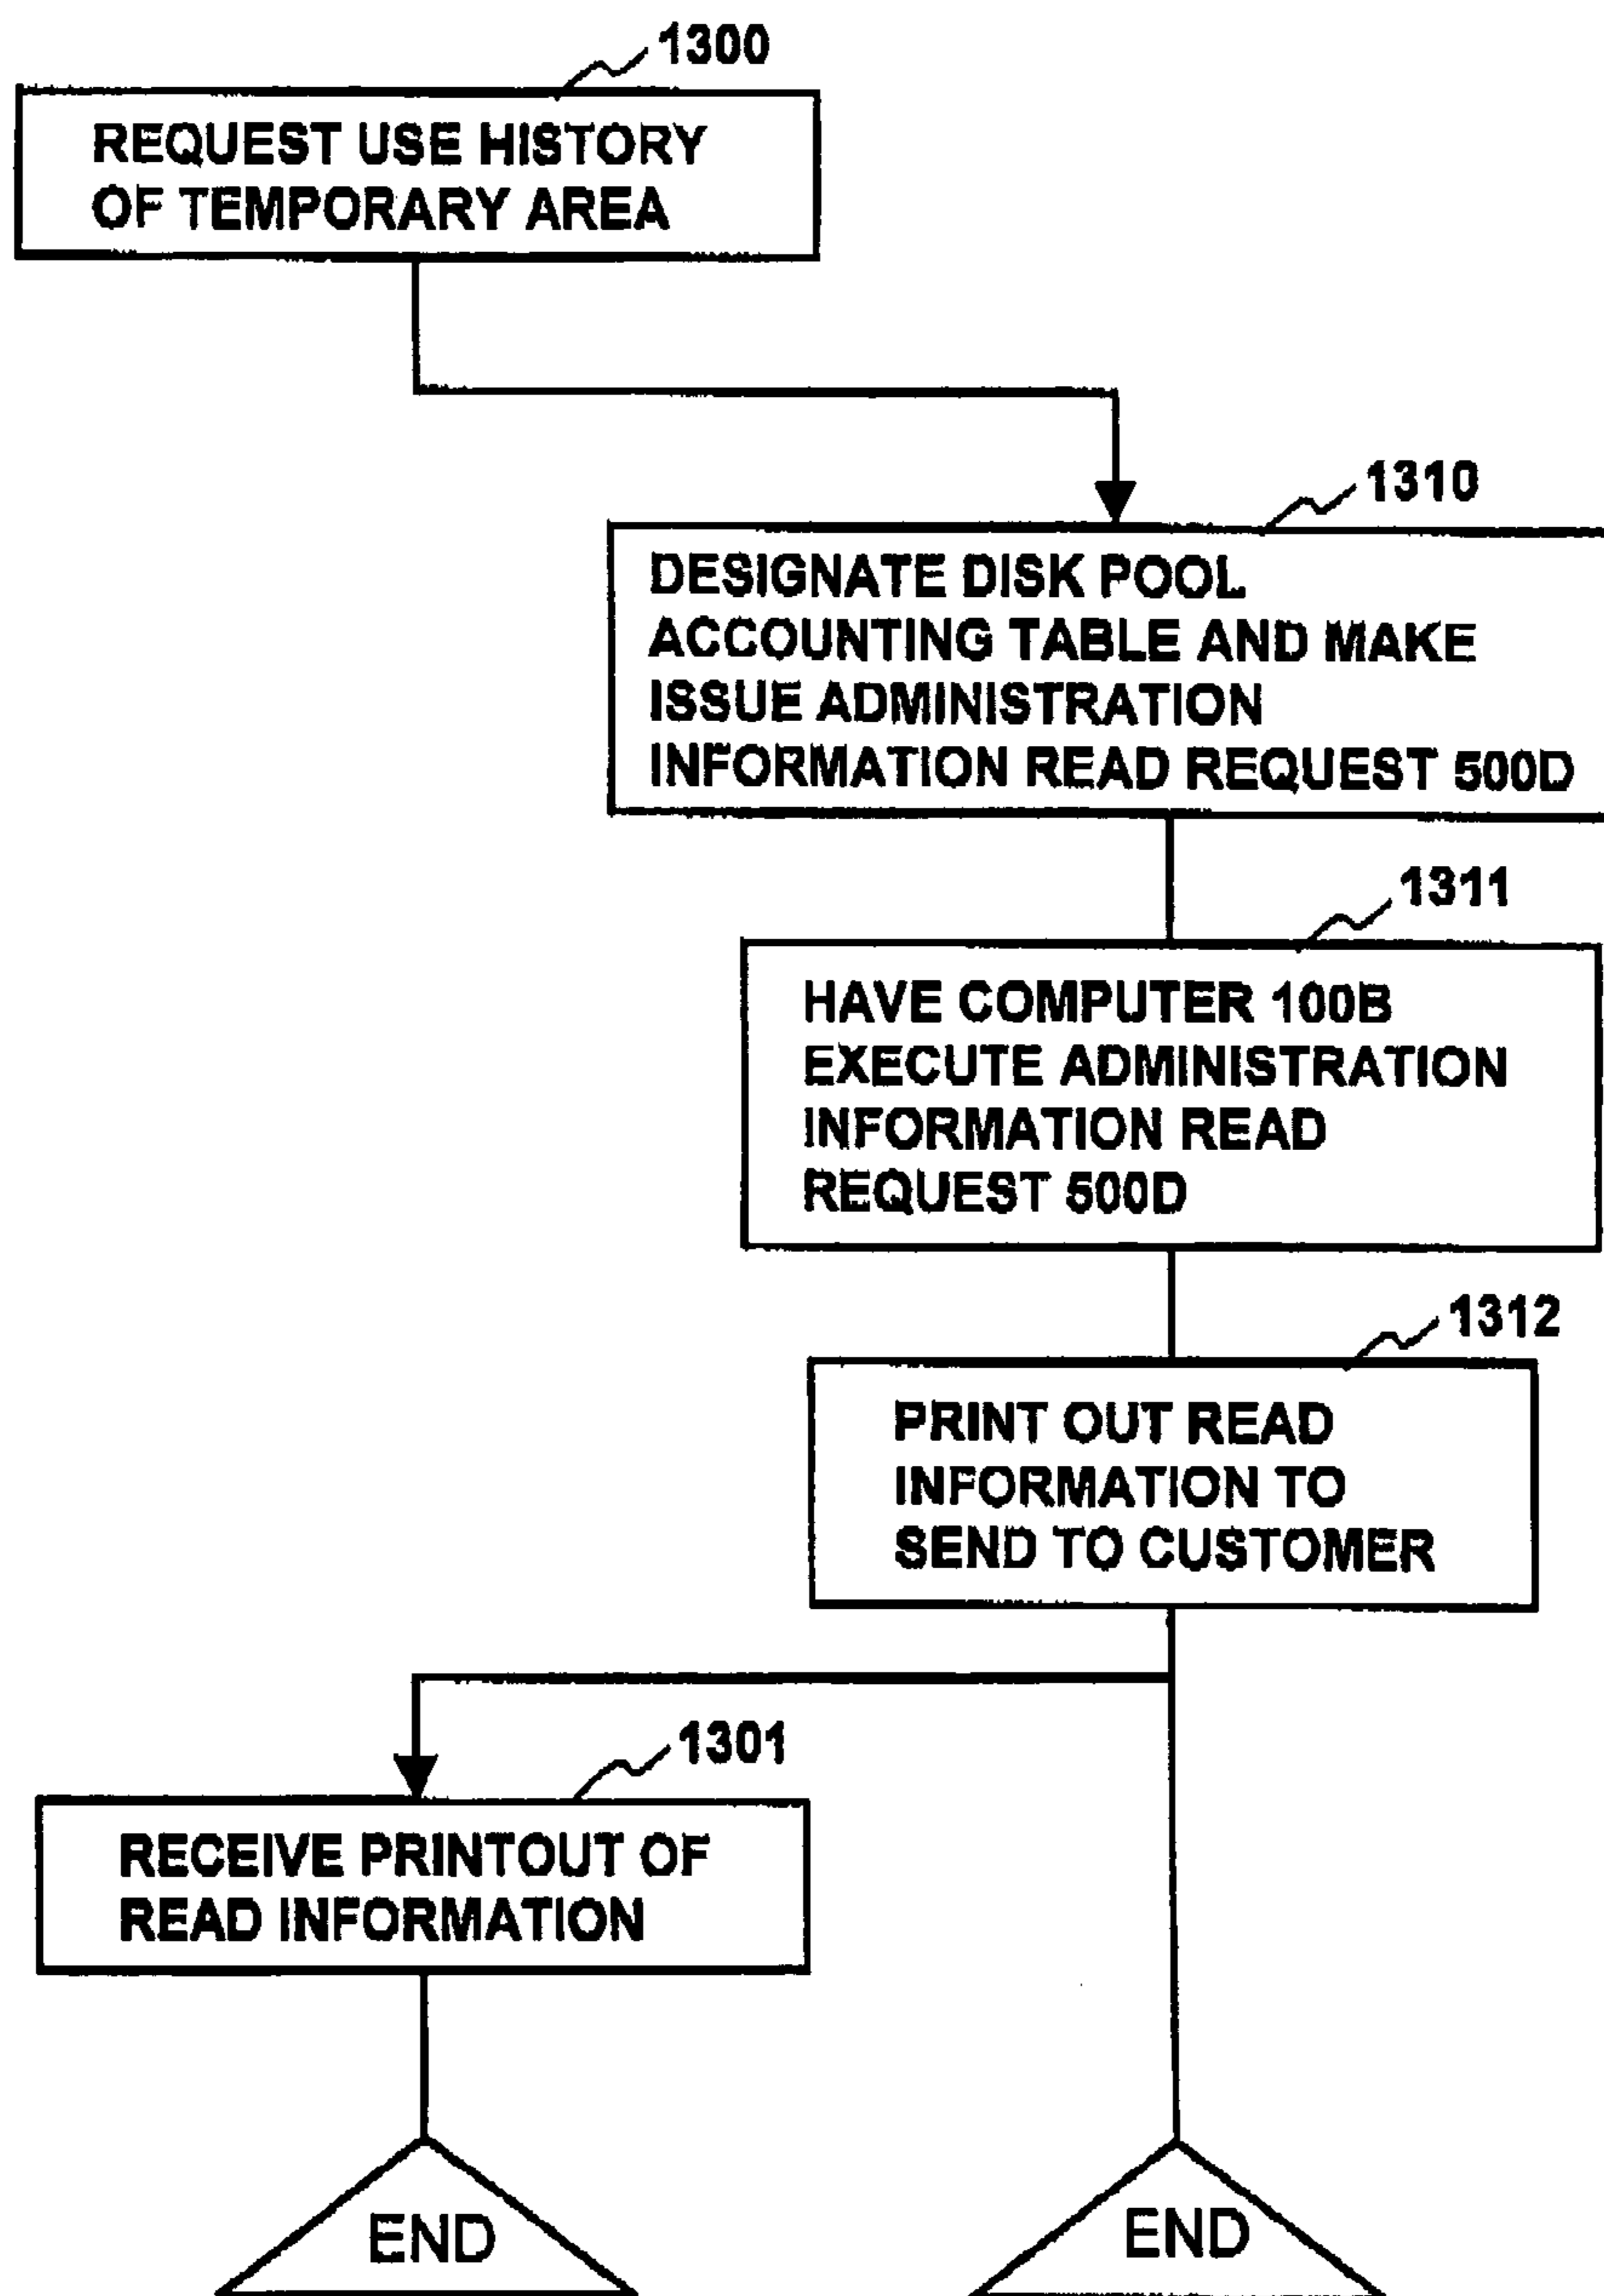 1300
REQUEST USE HISTORY
OF TEMPORARY AREA
1310
DESIGNATE DISK POOL
ACCOUNTING TABLE AND MAKE
ISSUE ADMINISTRATION
INFORMATION READ REQUEST 500D
1311
HAVE COMPUTER 100B
EXECUTE ADMINISTRATION
INFORMATION READ
REQUEST 500D
1312
PRINT OUT READ
INFORMATION TO
SEND TO CUSTOMER
1301
RECEIVE PRINTOUT OF
READ INFORMATION
END
END